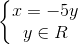 x = -5y
y ∈ R